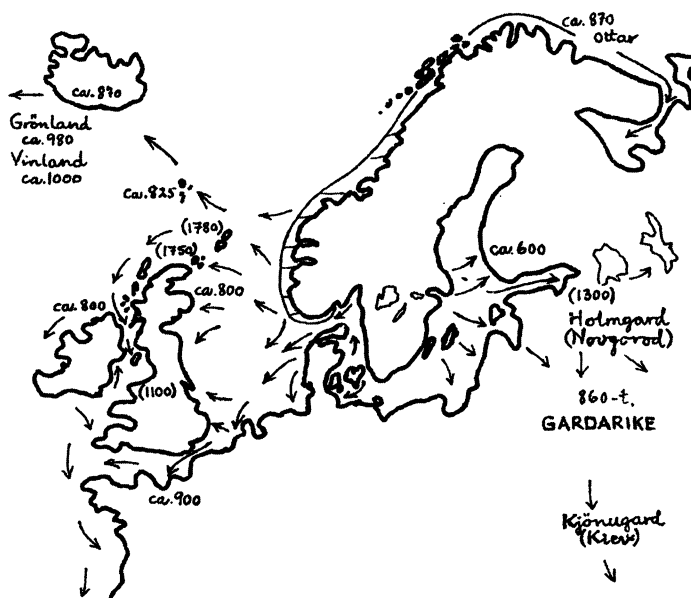 ca. 870
Ottar
ca. 870
Grönland
ca. 980
Vinland
ca. 1000
ca. 825
(1780)
(1750)
ca. 800
ca. 800
ca. 600
(1300)
Holmgard
(Novgorod)
860-t.
GARDARIKE
(1100)
ca. 900
Kjönugard
(Kiev)